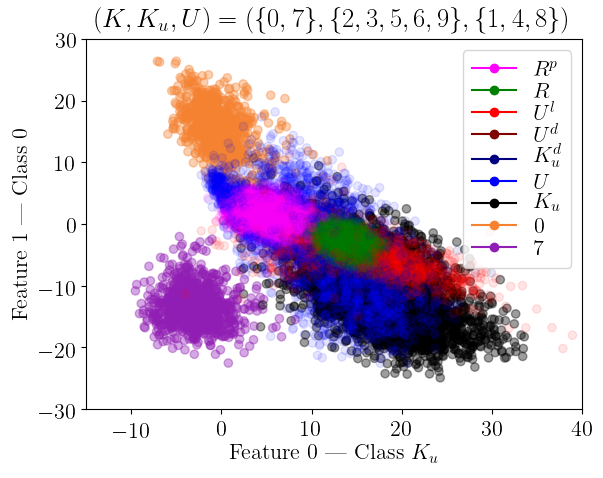 (K, K_u, U) = ({0, 7}, {2, 3, 5, 6, 9}, {1, 4, 8})
30
20
10
0
−10
−20
−30
Feature 1 — Class 0
R^p
R
U^l
U^d
K_u^d
U
K_u
0
7
−10
0
10
20
30
40
Feature 0 — Class K_u